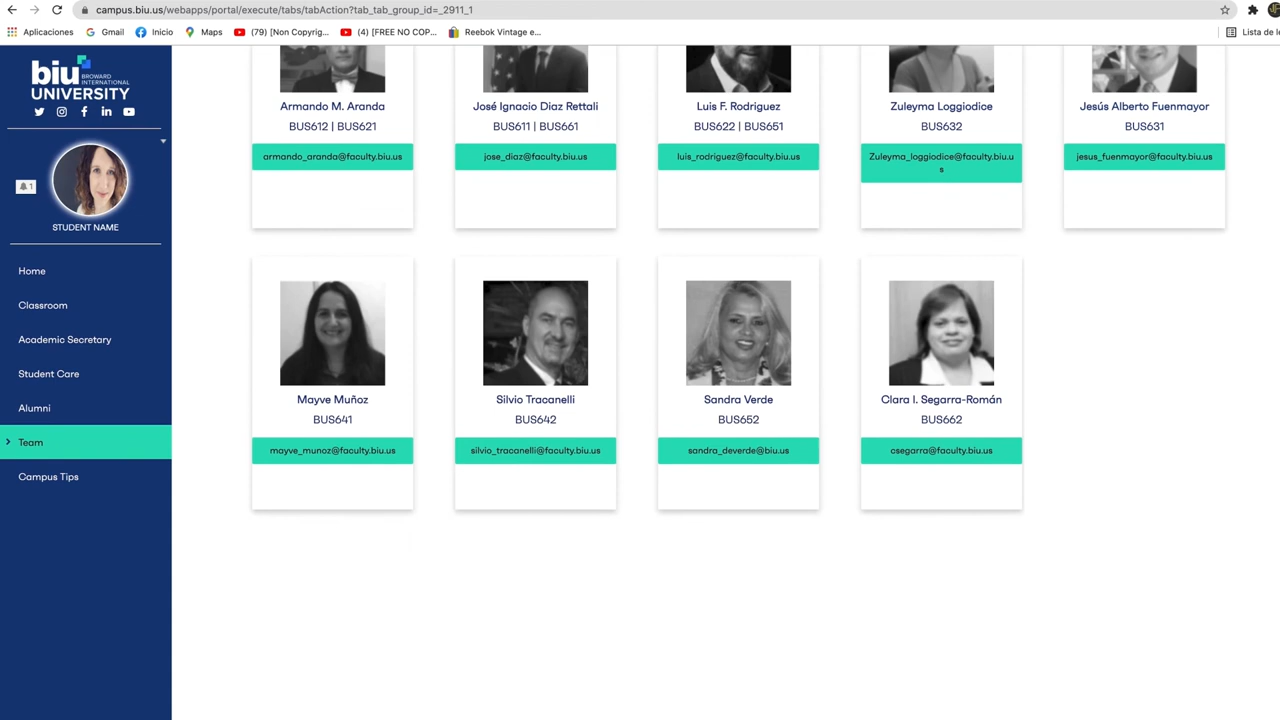 campus.biu.us/webapps/portal/execute/tabs/tabAction?tab_tab_group_id=_2911_1
Aplicaciones
Gmail
Inicio
Maps
(79) [Non Copyrig...
(4) [FREE NO COP...
Reebok Vintage e...
Lista de le
biu BROWARD INTERNATIONAL
UNIVERSITY
1
STUDENT NAME
Home
Classroom
Academic Secretary
Student Care
Alumni
Team
Campus Tips
Armando M. Aranda
BUS612 | BUS621
armando_aranda@faculty.biu.us
José Ignacio Diaz Rettali
BUS611 | BUS661
jose_diaz@faculty.biu.us
Luis F. Rodriguez
BUS622 | BUS651
luis_rodriguez@faculty.biu.us
Zuleyma Loggiodice
BUS632
Zuleyma_loggiodice@faculty.biu.u
s
Jesús Alberto Fuenmayor
BUS631
jesus_fuenmayor@faculty.biu.us
Mayve Muñoz
BUS641
mayve_munoz@faculty.biu.us
Silvio Tracanelli
BUS642
silvio_tracanelli@faculty.biu.us
Sandra Verde
BUS652
sandra_deverde@biu.us
Clara I. Segarra-Román
BUS662
csegarra@faculty.biu.us